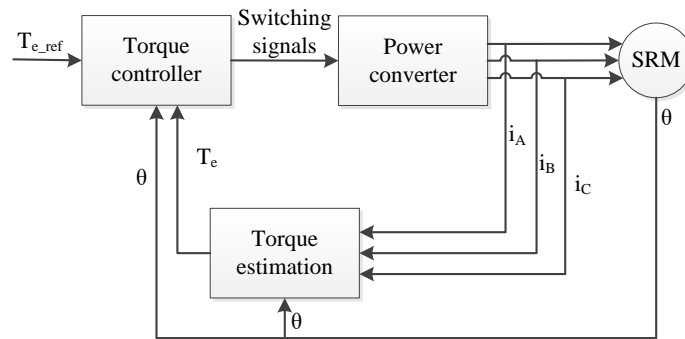 T_e_ref
Torque
controller
Switching
signals
Power
converter
SRM
θ
i_A
i_B
i_C
T_e
θ
Torque
estimation
θ